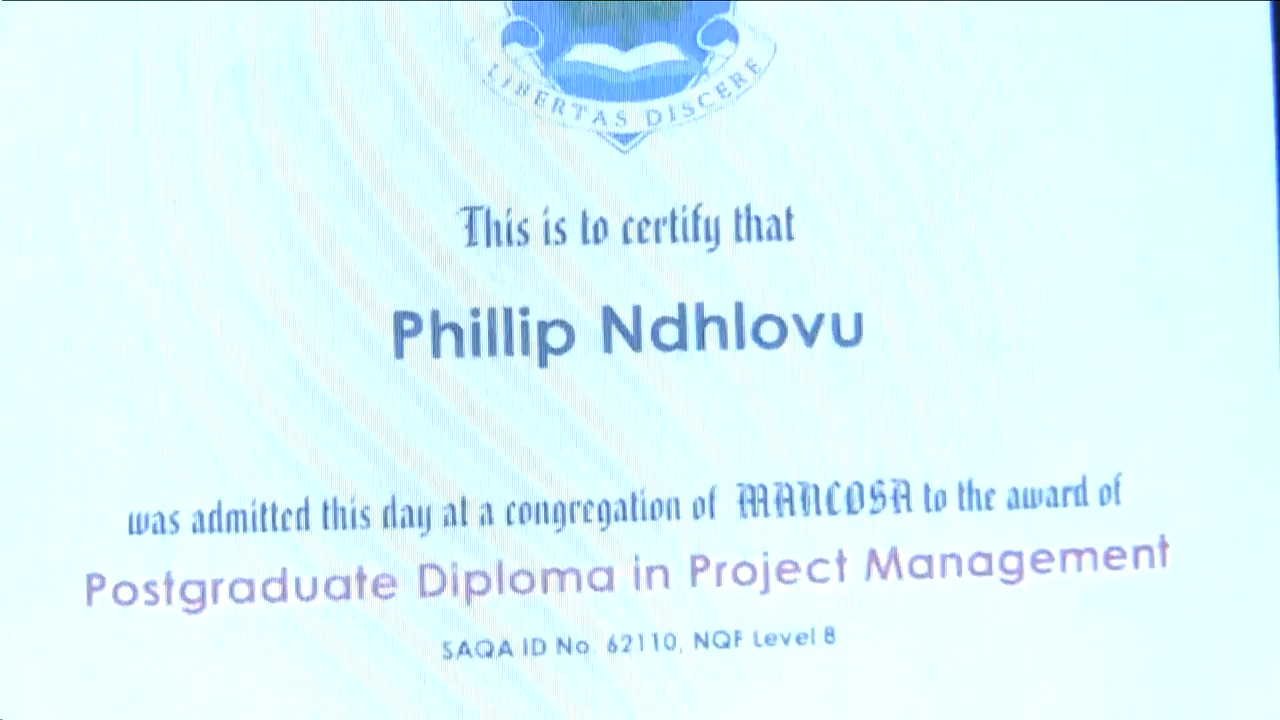 LIBERTAS DISCERE
This is to certify that
Phillip Ndhlovu
was admitted this day at a congregation of MANCOSA to the award of
Postgraduate Diploma in Project Management
SAQA ID No. 62110, NQF Level 8